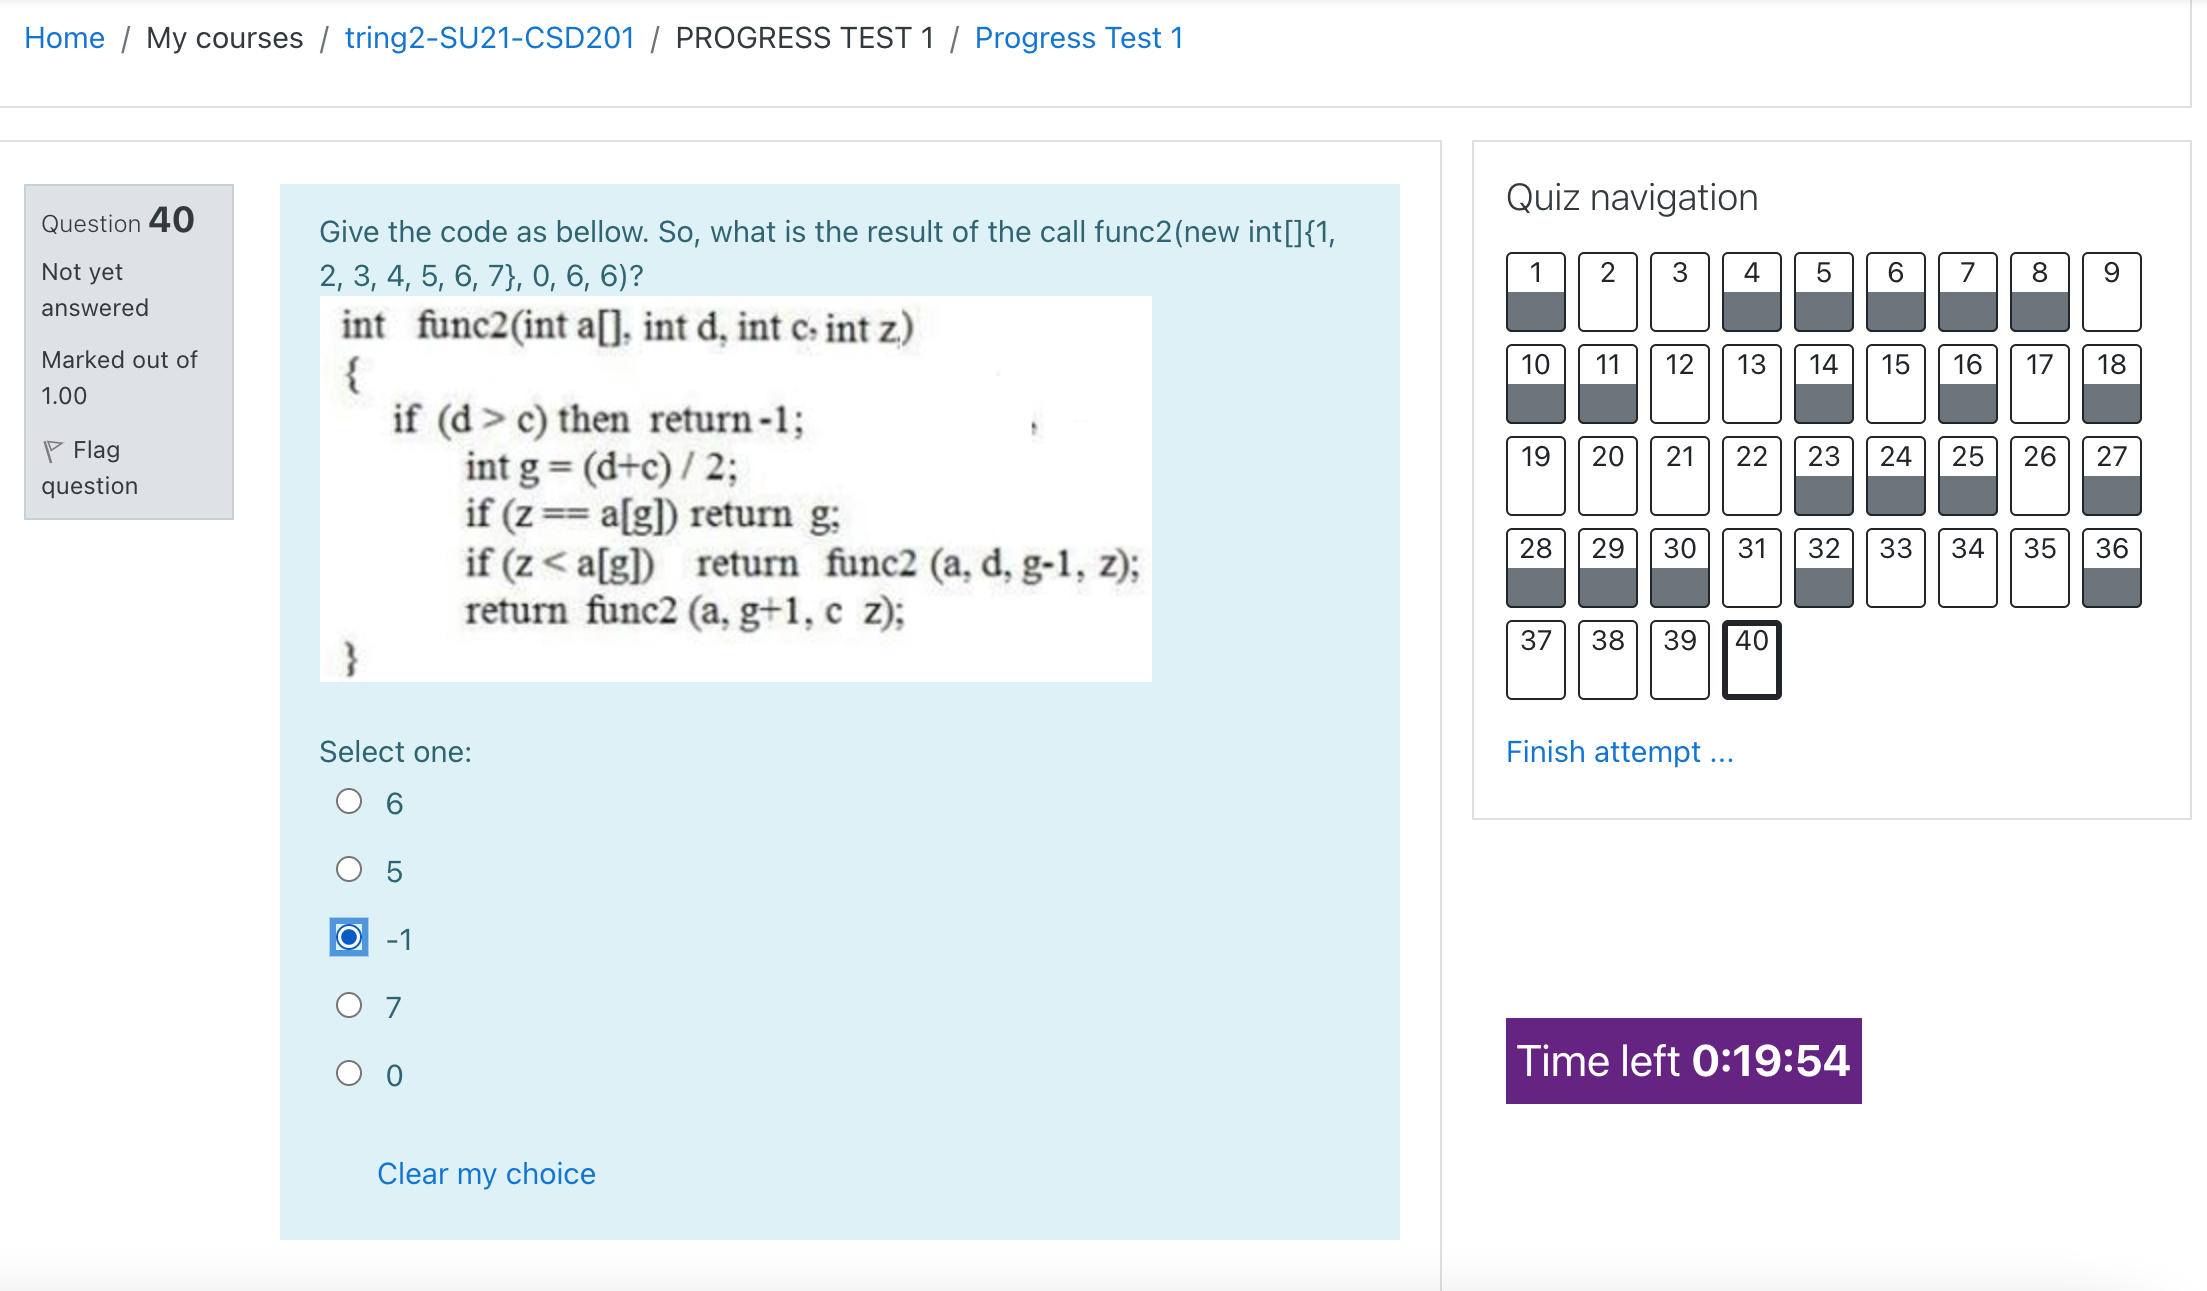 Home / My courses / tring2-SU21-CSD201 / PROGRESS TEST 1 / Progress Test 1
Question 40
Not yet
answered
Marked out of
1.00
Flag
question
Give the code as bellow. So, what is the result of the call func2(new int[]{1,
2, 3, 4, 5, 6, 7}, 0, 6, 6)?
int func2(int a[], int d, int c, int z)
{
if (d > c) then return -1;
int g = (d+c) / 2;
if (z == a[g]) return g;
if (z < a[g]) return func2 (a, d, g-1, z);
return func2 (a, g+1, c z);
}
Select one:
6
5
-1
7
0
Clear my choice
Quiz navigation
1 2 3 4 5 6 7 8 9
10 11 12 13 14 15 16 17 18
19 20 21 22 23 24 25 26 27
28 29 30 31 32 33 34 35 36
37 38 39 40
Finish attempt ...
Time left 0:19:54